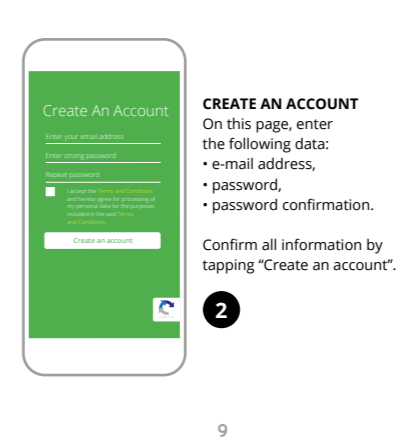 Create An Account
Enter your email address
Enter strong password
Repeat password
I accept the Terms and Conditions
and hereby agree for processing of
my personal data for the purposes
included in the said Terms
and Conditions
Create an account
CREATE AN ACCOUNT
On this page, enter
the following data:
• e-mail address,
• password,
• password confirmation.
Confirm all information by
tapping “Create an account”.
2
9